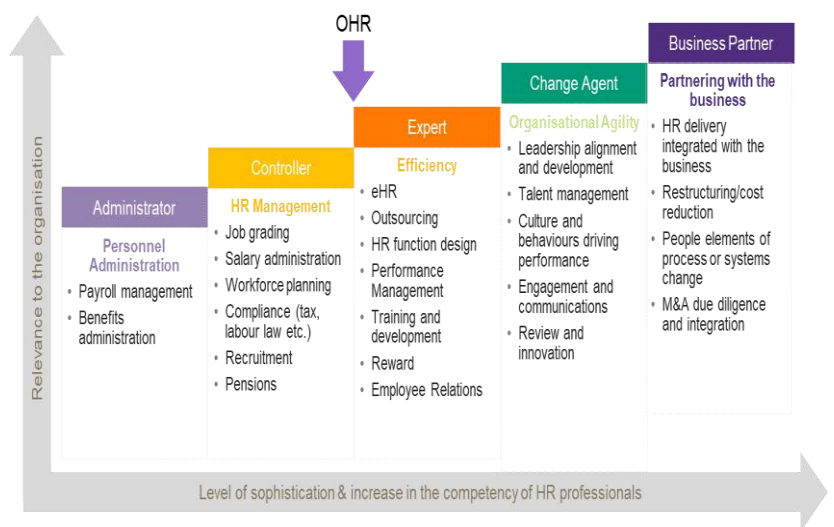 OHR
Relevance to the organisation
Administrator
Personnel
Administration
• Payroll management
• Benefits
administration
Controller
HR Management
• Job grading
• Salary administration
• Workforce planning
• Compliance (tax,
labour law etc.)
• Recruitment
• Pensions
Expert
Efficiency
• eHR
• Outsourcing
• HR function design
• Performance
Management
• Training and
development
• Reward
• Employee Relations
Change Agent
Organisational Agility
• Leadership alignment
and development
• Talent management
• Culture and
behaviours driving
performance
• Engagement and
communications
• Review and
innovation
Business Partner
Partnering with the
business
• HR delivery
integrated with the
business
• Restructuring/cost
reduction
• People elements of
process or systems
change
• M&A due diligence
and integration
Level of sophistication & increase in the competency of HR professionals